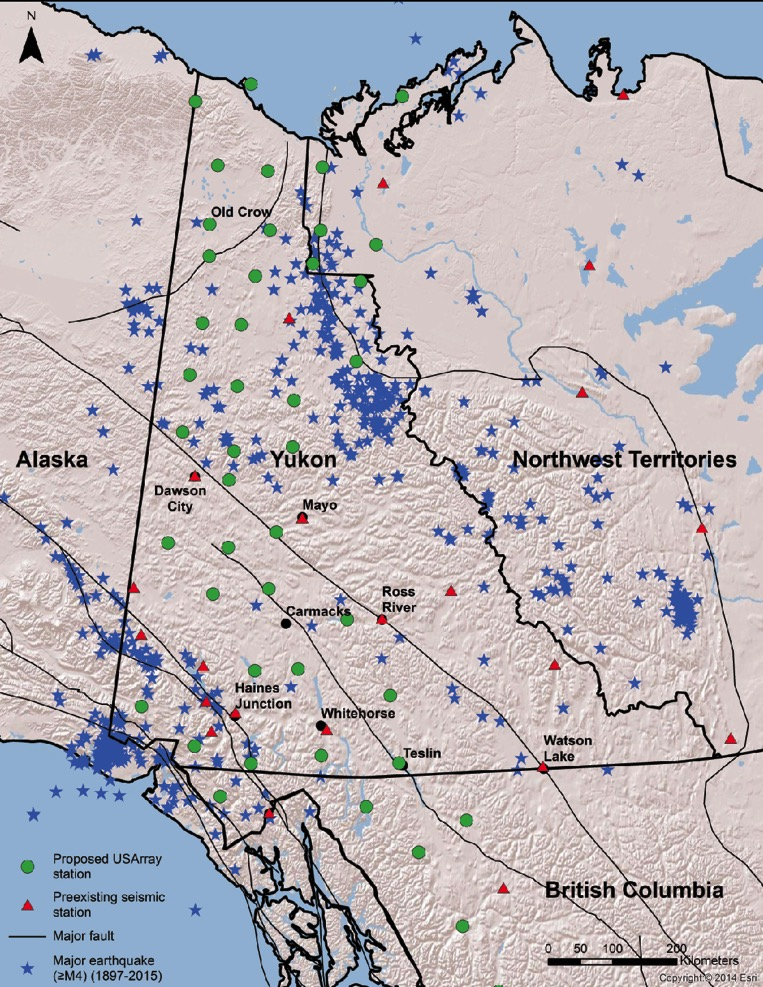 N
Old Crow
Alaska
Yukon
Northwest Territories
Dawson
City
Mayo
Ross
River
Carmacks
Haines
Junction
Whitehorse
Watson
Lake
Teslin
Proposed USArray
station
Preexisting seismic
station
British Columbia
Major fault
Major earthquake
(≥M4) (1897-2015)
0 50 100 200
Kilometers
Copyright:© 2014 Esri